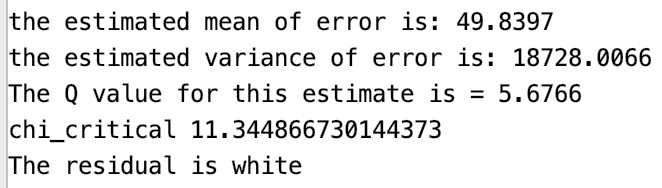 the estimated mean of error is: 49.8397
the estimated variance of error is: 18728.0066
The Q value for this estimate is = 5.6766
chi_critical 11.344866730144373
The residual is white